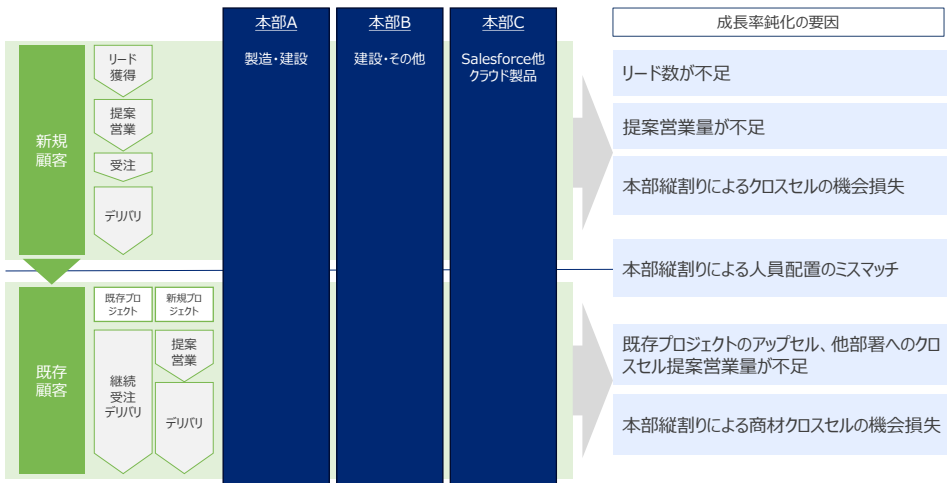 本部A
製造・建設
本部B
建設・その他
本部C
Salesforce他
クラウド製品
成長率鈍化の要因
新規
顧客
リード
獲得
提案
営業
受注
デリバリ
リード数が不足
提案営業量が不足
本部縦割りによるクロスセルの機会損失
本部縦割りによる人員配置のミスマッチ
既存
顧客
既存プロ
ジェクト
新規プロ
ジェクト
継続
受注
デリバリ
提案
営業
デリバリ
既存プロジェクトのアップセル、他部署へのクロ
スセル提案営業量が不足
本部縦割りによる商材クロスセルの機会損失